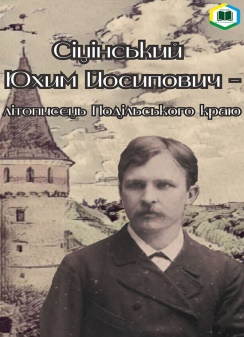 Сіцінський
Юхим Йосипович –
літописець Подільського краю